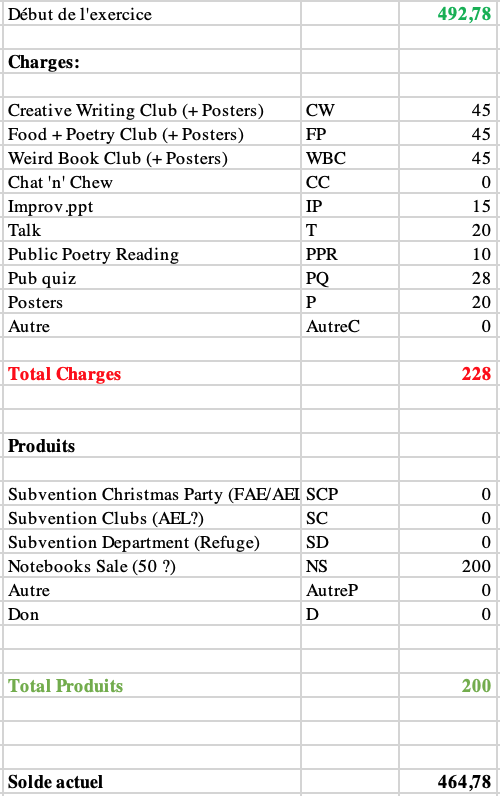 Début de l'exercice 492,78
Charges:
Creative Writing Club (+ Posters) CW 45
Food + Poetry Club (+ Posters) FP 45
Weird Book Club (+ Posters) WBC 45
Chat 'n' Chew CC 0
Improv.ppt IP 15
Talk T 20
Public Poetry Reading PPR 10
Pub quiz PQ 28
Posters P 20
Autre AutreC 0
Total Charges 228
Produits
Subvention Christmas Party (FAE/AEL SCP 0
Subvention Clubs (AEL?) SC 0
Subvention Department (Refuge) SD 0
Notebooks Sale (50 ?) NS 200
Autre AutreP 0
Don D 0
Total Produits 200
Solde actuel 464,78